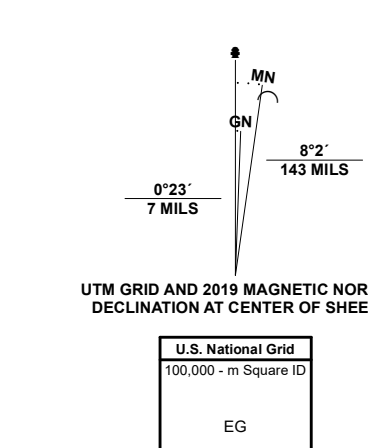 MN
GN
8°2´
143 MILS
0°23´
7 MILS
UTM GRID AND 2019 MAGNETIC NOR
DECLINATION AT CENTER OF SHEE
U.S. National Grid
100,000 - m Square ID
EG